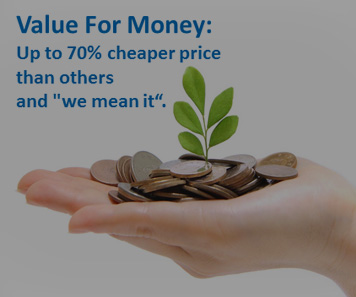 Value For Money:
Up to 70% cheaper price
than others
and "we mean it“.